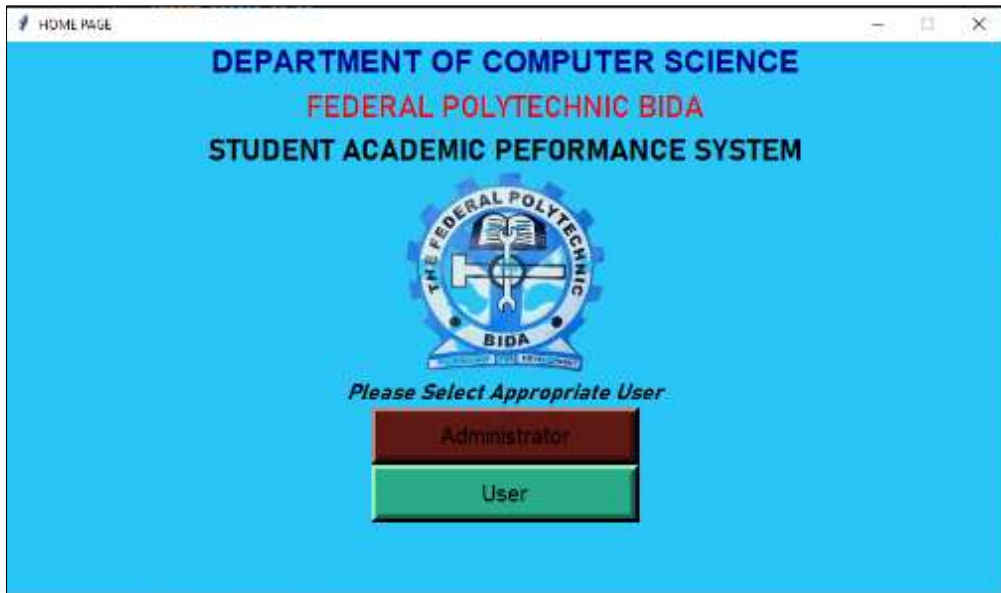 HOME PAGE
DEPARTMENT OF COMPUTER SCIENCE
FEDERAL POLYTECHNIC BIDA
STUDENT ACADEMIC PEFORMANCE SYSTEM
THE FEDERAL POLYTECHNIC
BIDA
Please Select Appropriate User
Administrator
User